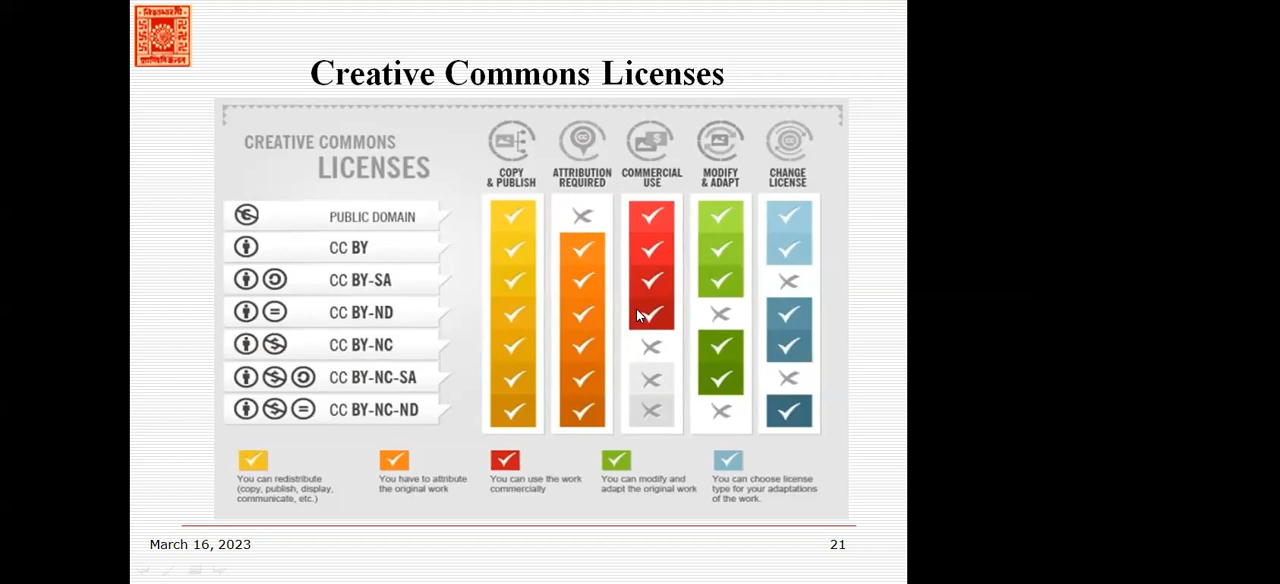 Creative Commons Licenses
CREATIVE COMMONS
LICENSES
COPY
& PUBLISH
ATTRIBUTION
REQUIRED
COMMERCIAL
USE
MODIFY
& ADAPT
CHANGE
LICENSE
PUBLIC DOMAIN
CC BY
CC BY-SA
CC BY-ND
CC BY-NC
CC BY-NC-SA
CC BY-NC-ND
You can redistribute
(copy, publish, display,
communicate, etc.)
You have to attribute
the original work
You can use the work
commercially
You can modify and
adapt the original work
You can choose license
type for your adaptations
of the work.
March 16, 2023
21